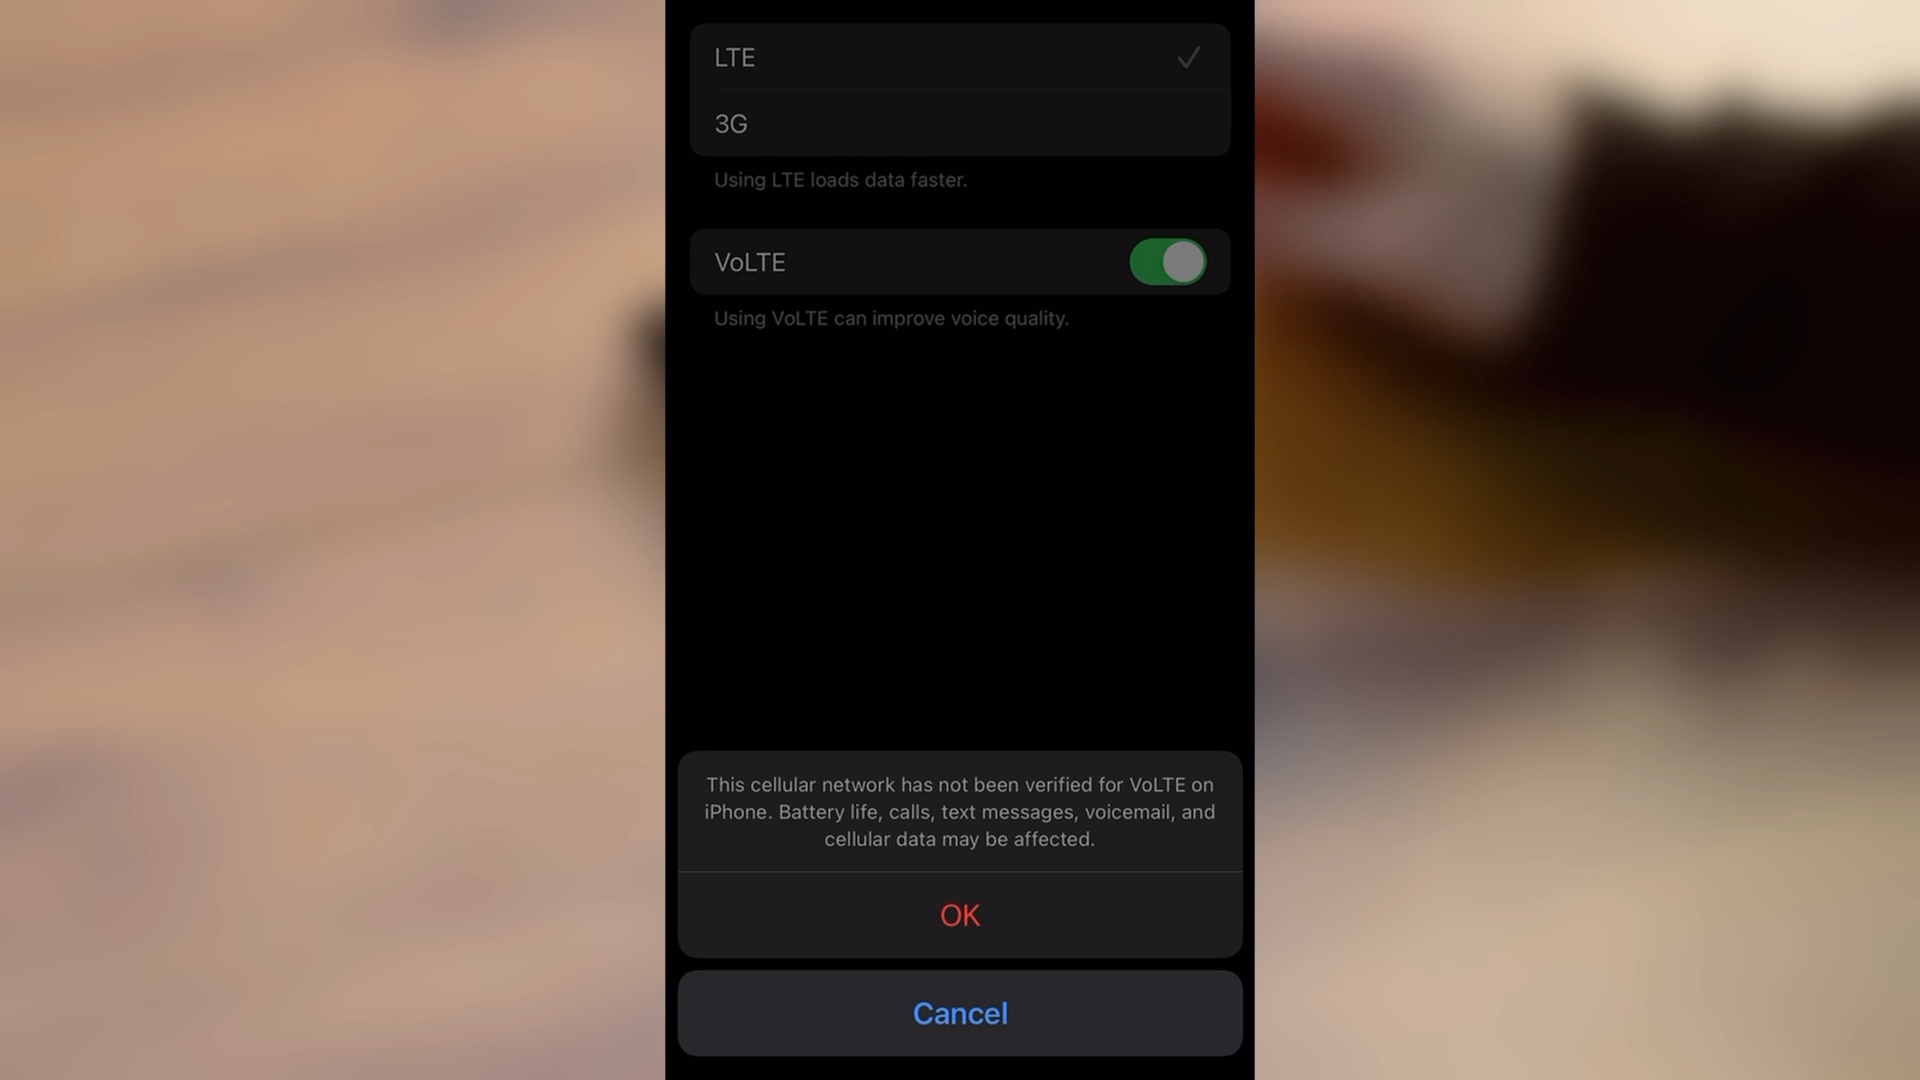 LTE
3G
Using LTE loads data faster.
VoLTE
Using VoLTE can improve voice quality.
This cellular network has not been verified for VoLTE on
iPhone. Battery life, calls, text messages, voicemail, and
cellular data may be affected.
OK
Cancel